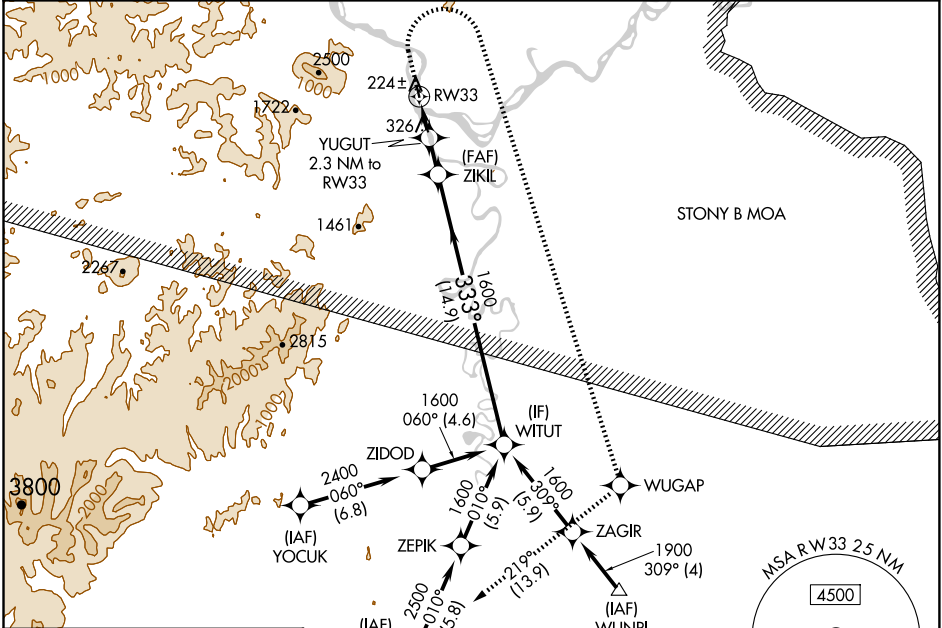 2500
1000
1000
1722
224±
RW33
326
YUGUT
2.3 NM to
RW33
(FAF)
ZIKIL
1461
STONY B MOA
2267
1600
333°
(14.9)
2815
2000
1000
1600
060° (4.6)
(IF)
WITUT
ZIDOD
2400
060°
(6.8)
3800
2000
(IAF)
YOCUK
1600
010°
(5.9)
1600
309°
(5.9)
WUGAP
ZEPIK
ZAGIR
219°
(13.9)
1900
309° (4)
2500
010°
5.8)
(IAF)
(IAF)
MSA RW33 25 NM
4500